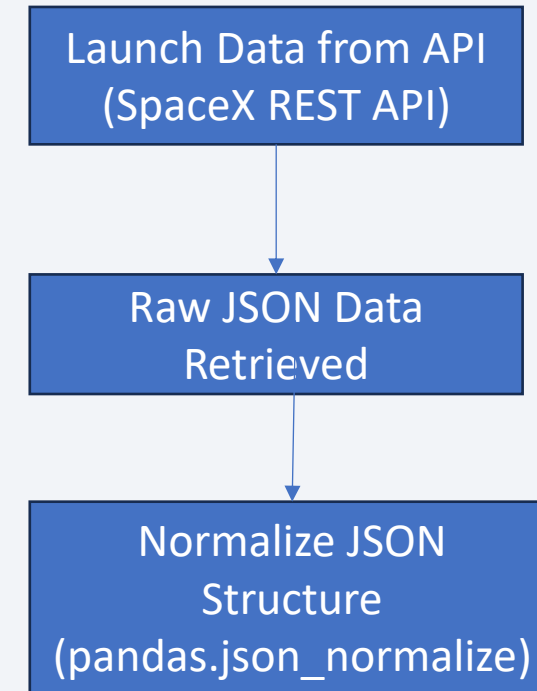 Launch Data from API
(SpaceX REST API)
Raw JSON Data
Retrieved
Normalize JSON
Structure
(pandas.json_normalize)